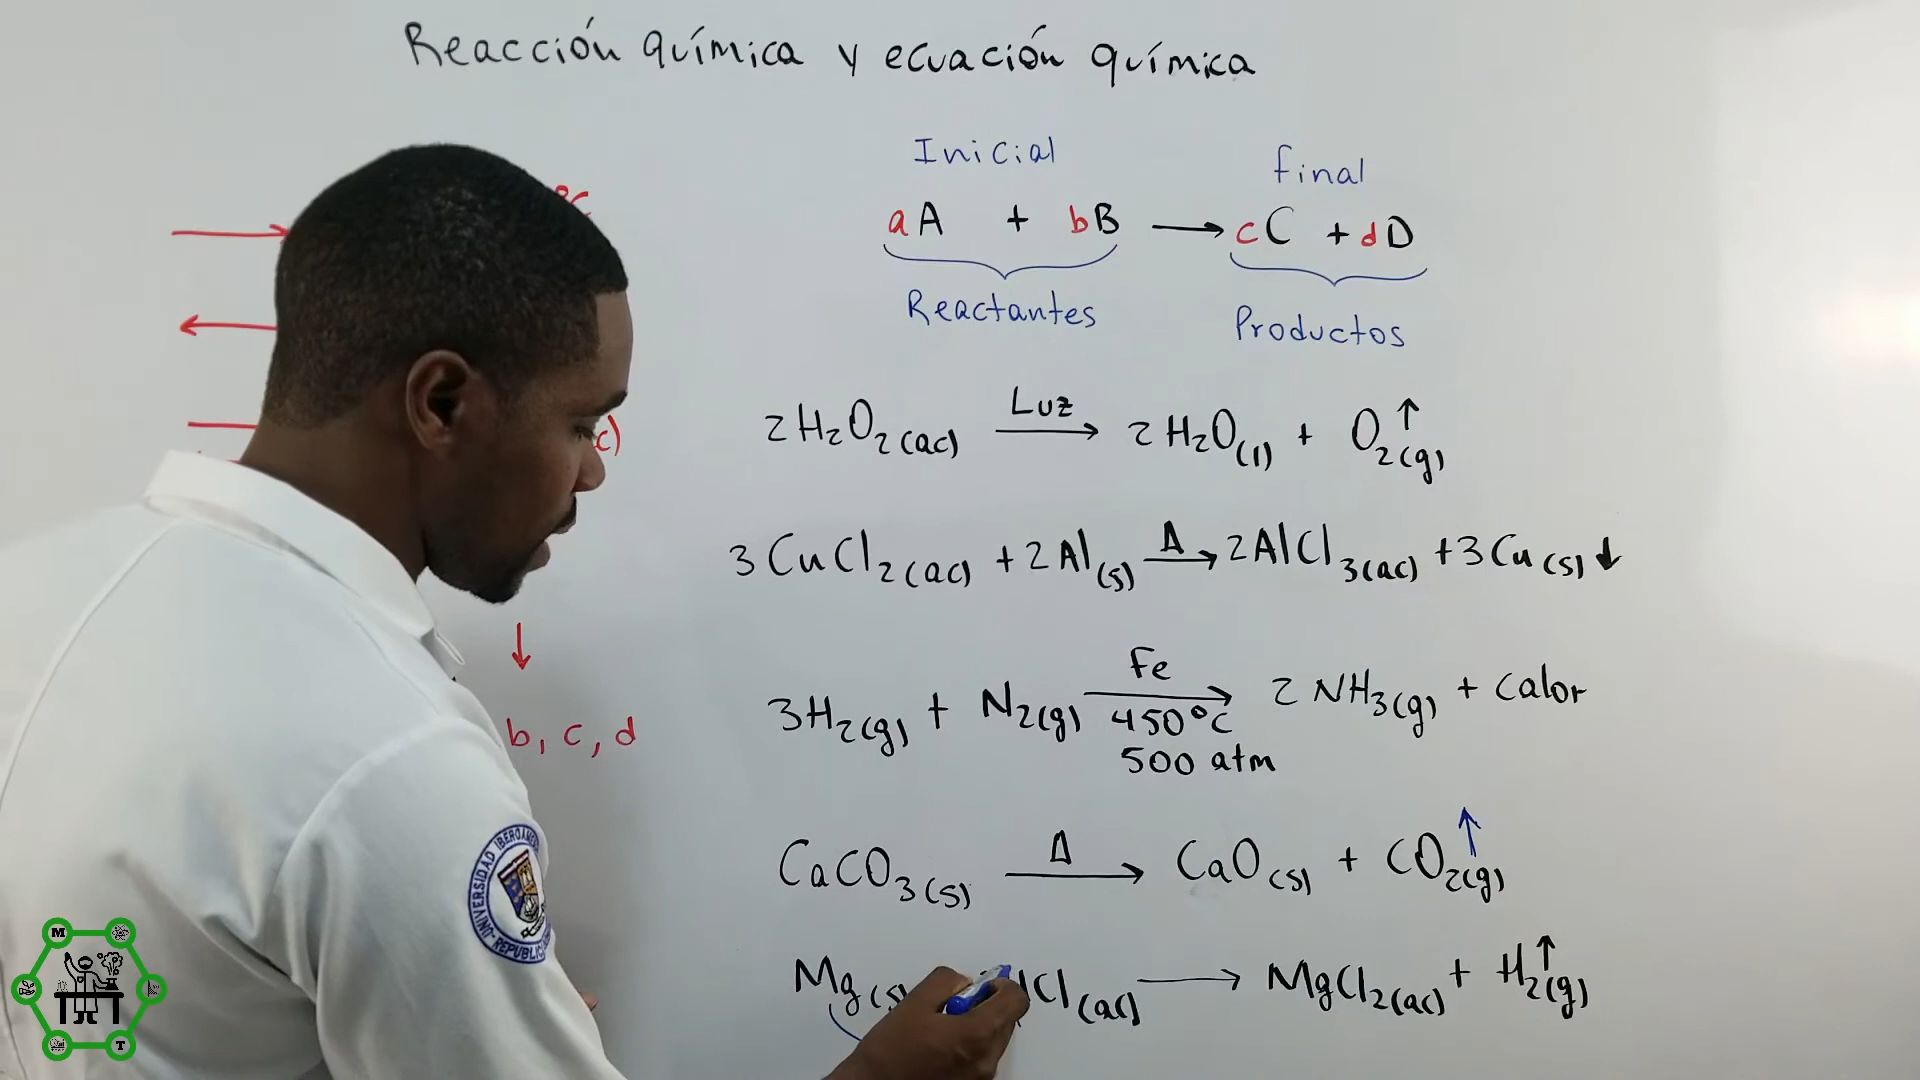 Reacción química y ecuación química
Inicial
final
aA + bB → cC + dD
Reactantes
Productos
Luz
2H₂O₂(ac) → 2H₂O(l) + O₂(g)↑
Δ
3CuCl₂(ac) + 2Al(s) → 2AlCl₃(ac) + 3Cu(s)↓
Fe
3H₂(g) + N₂(g) → 2NH₃(g) + calor
450°C
500 atm
Δ
CaCO₃(s) → CaO(s) + CO₂(g)↑
Mg(s) Cl(ac) → MgCl₂(ac) + H₂(g)↑
b, c, d
UNIVERSIDAD
M
T